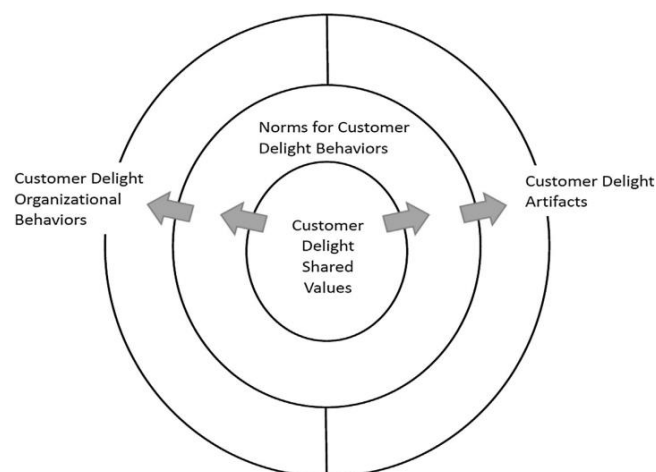 Norms for Customer
Delight Behaviors
Customer Delight
Organizational
Behaviors
Customer Delight
Artifacts
Customer
Delight
Shared
Values